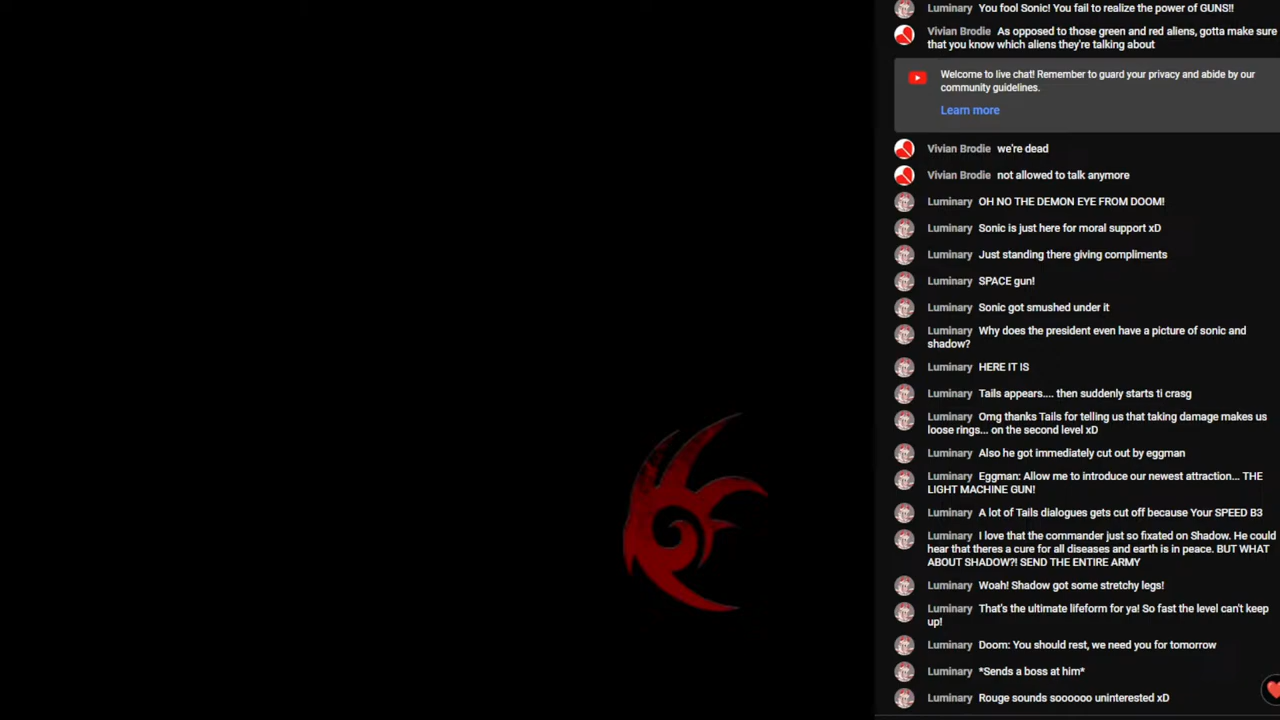 Luminary You fool Sonic! You fail to realize the power of GUNS!!
Vivian Brodie As opposed to those green and red aliens, gotta make sure
that you know which aliens they're talking about
Welcome to live chat! Remember to guard your privacy and abide by our
community guidelines.
Learn more
Vivian Brodie we're dead
Vivian Brodie not allowed to talk anymore
Luminary OH NO THE DEMON EYE FROM DOOM!
Luminary Sonic is just here for moral support xD
Luminary Just standing there giving compliments
Luminary SPACE gun!
Luminary Sonic got smushed under it
Luminary Why does the president even have a picture of sonic and
shadow?
Luminary HERE IT IS
Luminary Tails appears.... then suddenly starts ti crasg
Luminary Omg thanks Tails for telling us that taking damage makes us
loose rings... on the second level xD
Luminary Also he got immediately cut out by eggman
Luminary Eggman: Allow me to introduce our newest attraction... THE
LIGHT MACHINE GUN!
Luminary A lot of Tails dialogues gets cut off because Your SPEED B3
Luminary I love that the commander just so fixated on Shadow. He could
hear that theres a cure for all diseases and earth is in peace. BUT WHAT
ABOUT SHADOW?! SEND THE ENTIRE ARMY
Luminary Woah! Shadow got some stretchy legs!
Luminary That's the ultimate lifeform for ya! So fast the level can't keep
up!
Luminary Doom: You should rest, we need you for tomorrow
Luminary *Sends a boss at him*
Luminary Rouge sounds soooooo uninterested xD